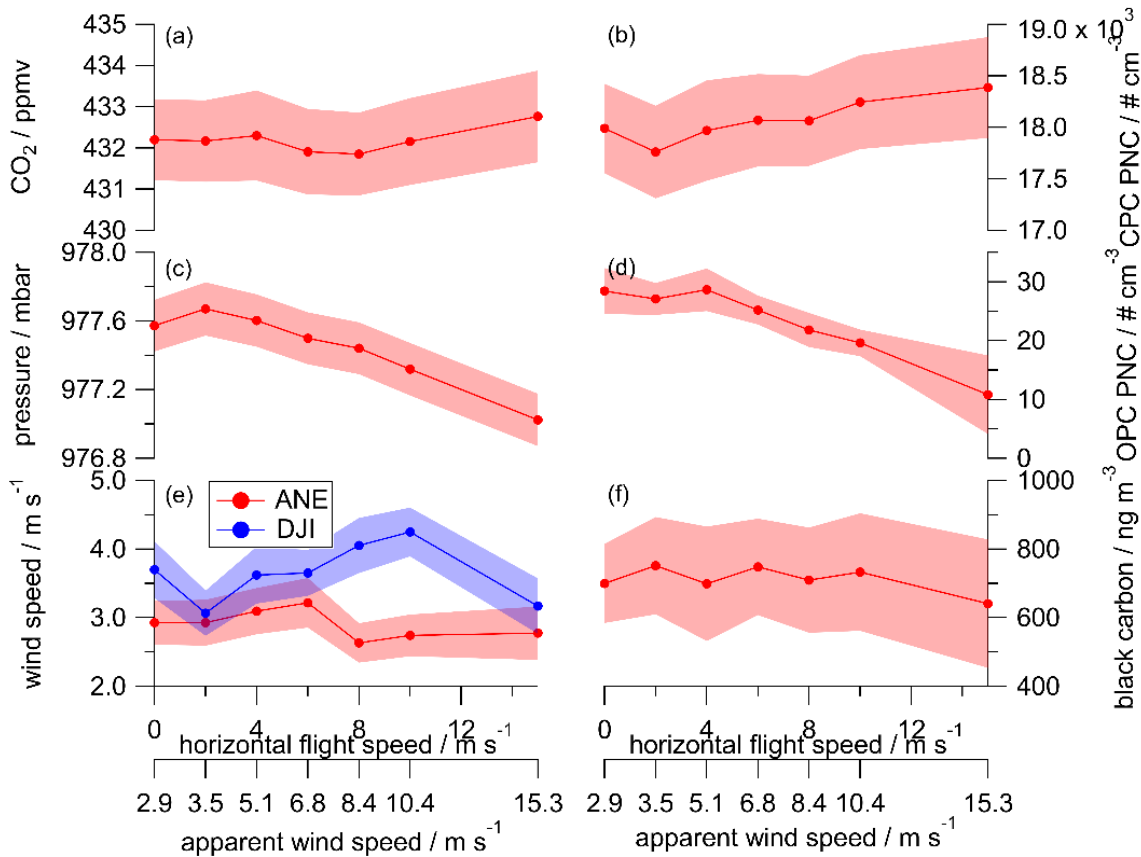 (a)
CO2 / ppmv
435
434
433
432
431
430
(b)
19.0 x 10³
18.5
18.0
17.5
17.0
CPC PNC / # cm⁻³
(c)
pressure / mbar
978.0
977.6
977.2
976.8
(d)
30
20
10
0
OPC PNC / # cm⁻³
(e)
ANE
DJI
wind speed / m s⁻¹
5.0
4.0
3.0
2.0
0 4 8 12
horizontal flight speed / m s⁻¹
2.9 3.5 5.1 6.8 8.4 10.4 15.3
apparent wind speed / m s⁻¹
(f)
1000
800
600
400
black carbon / ng m⁻³
0 4 8 12
horizontal flight speed / m s⁻¹
2.9 3.5 5.1 6.8 8.4 10.4 15.3
apparent wind speed / m s⁻¹